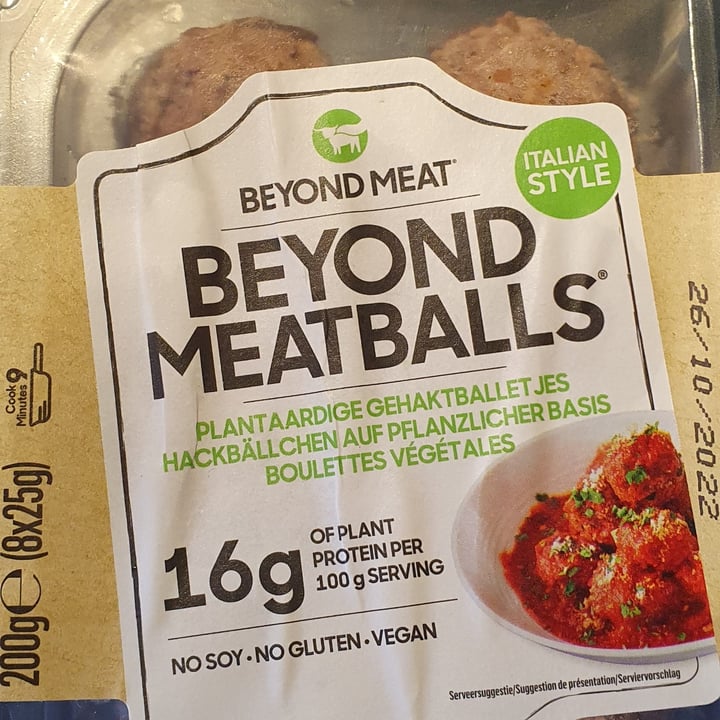 BEYOND MEAT®
ITALIAN
STYLE
BEYOND
MEATBALLS®
PLANTAARDIGE GEHAKTBALLETJES
HACKBÄLLCHEN AUF PFLANZLICHER BASIS
BOULETTES VÉGÉTALES
16g
OF PLANT
PROTEIN PER
100 g SERVING
NO SOY • NO GLUTEN • VEGAN
Serveersuggestie/Suggestion de présentation/Serviervorschlag
Cook 9
Minutes
200g℮ (8x25g)
26/10/2022